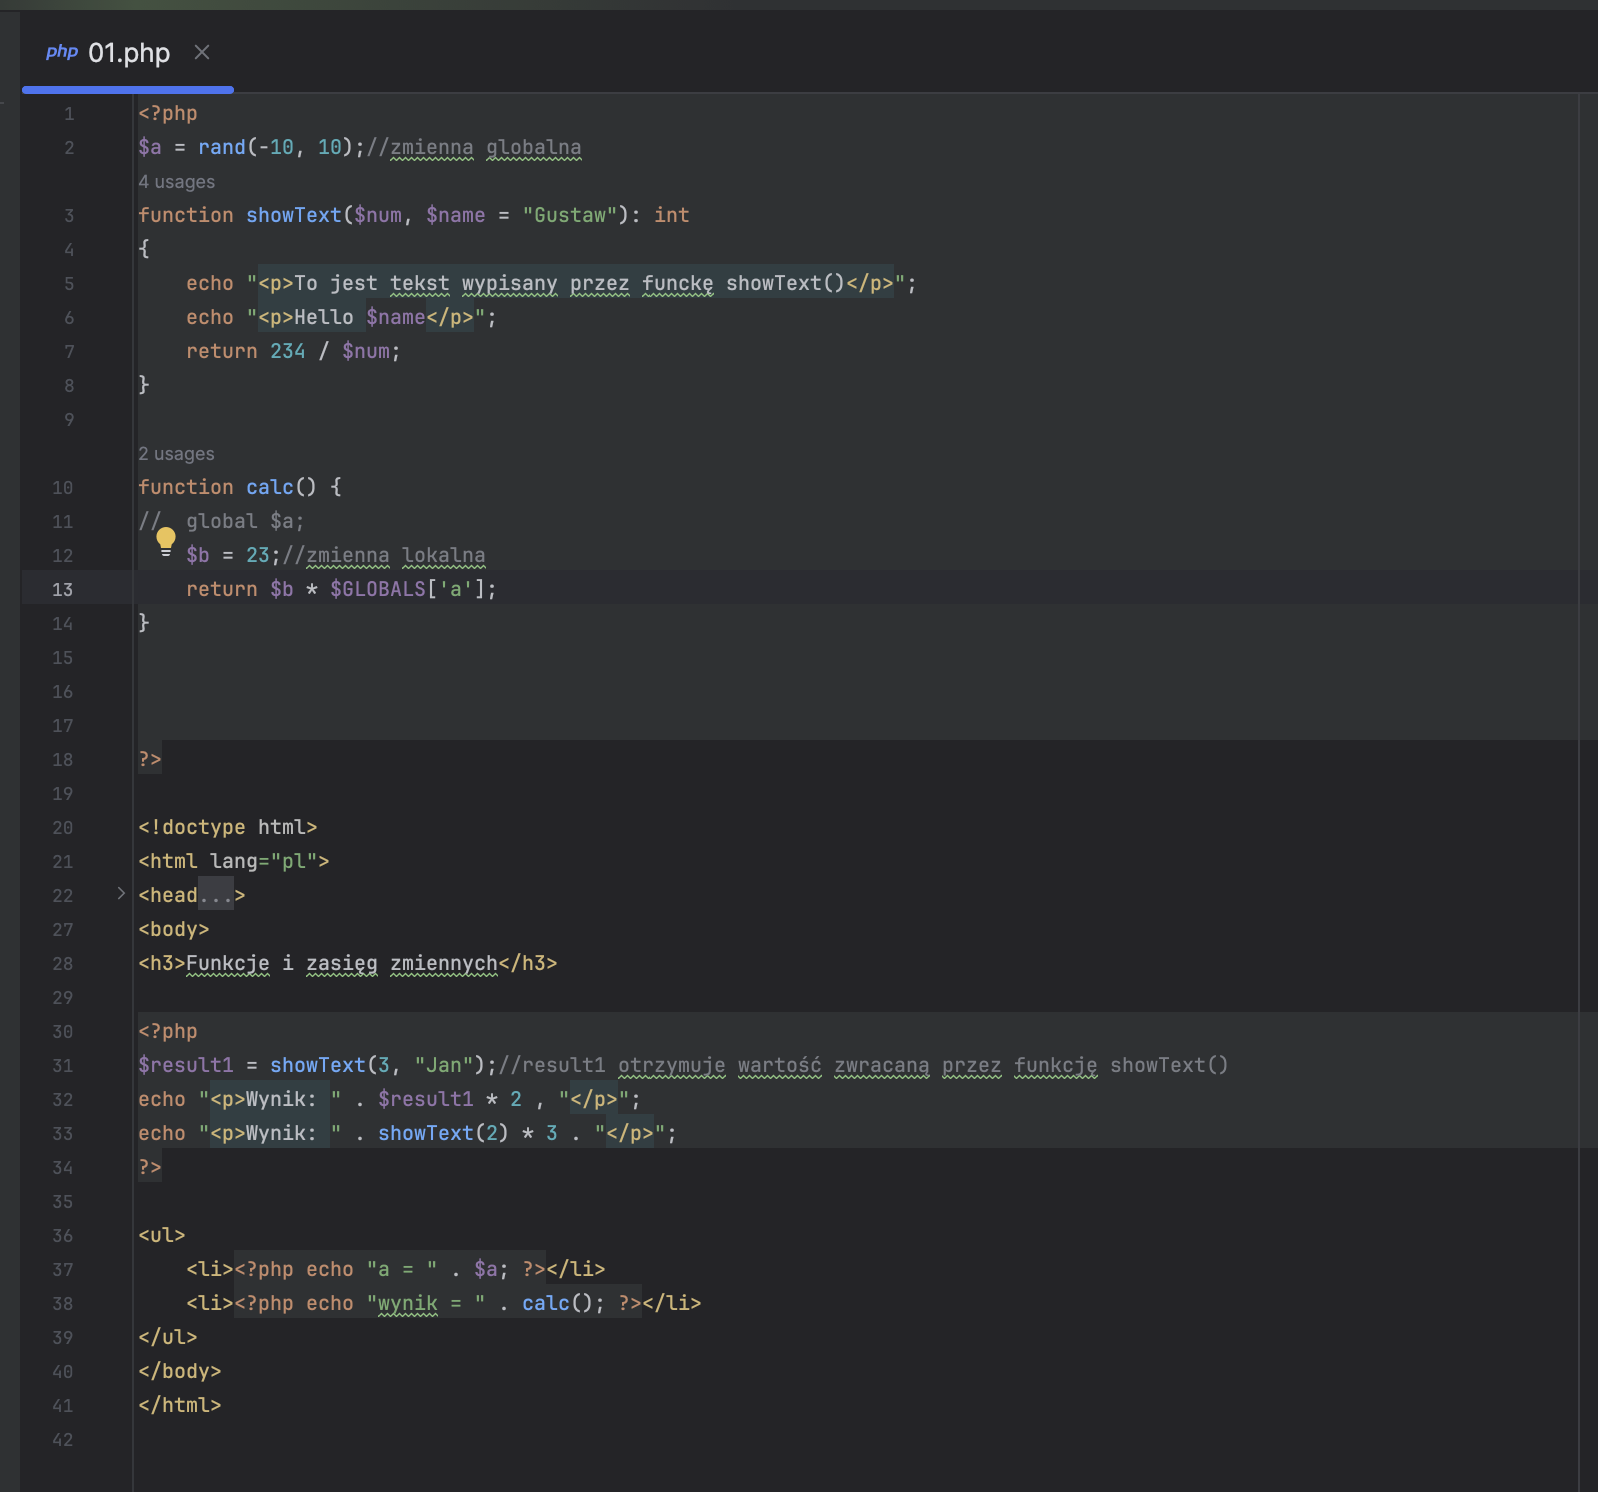 php 01.php
1 <?php
2 $a = rand(-10, 10);//zmienna globalna
4 usages
3 function showText($num, $name = "Gustaw"): int
4 {
5 echo "<p>To jest tekst wypisany przez funckę showText()</p>";
6 echo "<p>Hello $name</p>";
7 return 234 / $num;
8 }
9
2 usages
10 function calc() {
11 // global $a;
12 $b = 23;//zmienna lokalna
13 return $b * $GLOBALS['a'];
14 }
15
16
17
18 ?>
19
20 <!doctype html>
21 <html lang="pl">
22 <head...>
27 <body>
28 <h3>Funkcje i zasięg zmiennych</h3>
29
30 <?php
31 $result1 = showText(3, "Jan");//result1 otrzymuje wartość zwracaną przez funkcję showText()
32 echo "<p>Wynik: " . $result1 * 2 , "</p>";
33 echo "<p>Wynik: " . showText(2) * 3 . "</p>";
34 ?>
35
36 <ul>
37 <li><?php echo "a = " . $a; ?></li>
38 <li><?php echo "wynik = " . calc(); ?></li>
39 </ul>
40 </body>
41 </html>
42